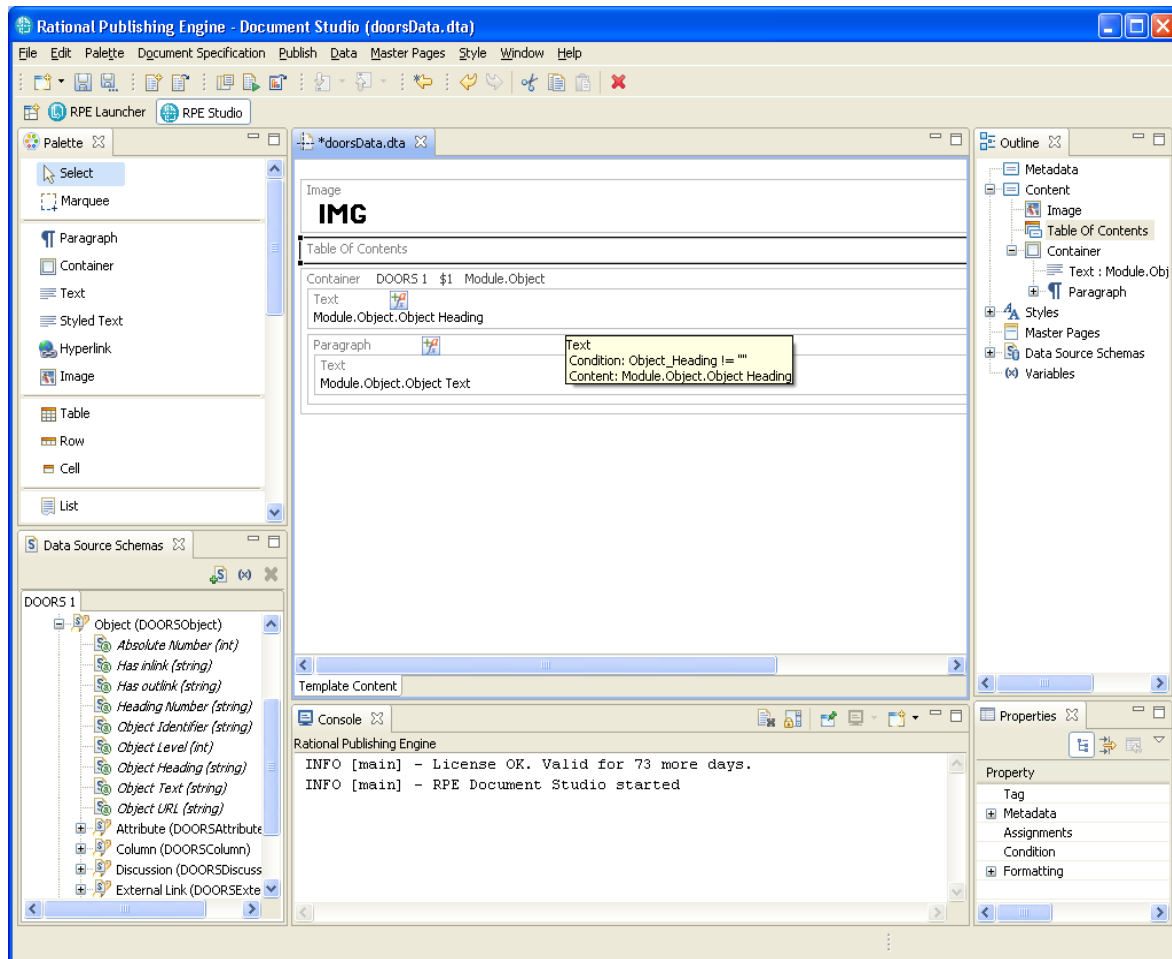 Rational Publishing Engine - Document Studio (doorsData.dta)
File Edit Palette Document Specification Publish Data Master Pages Style Window Help
RPE Launcher RPE Studio
Palette
Select
Marquee
Paragraph
Container
Text
Styled Text
Hyperlink
Image
Table
Row
Cell
List
*doorsData.dta
Image
IMG
Table Of Contents
Container DOORS 1 $1 Module.Object
Text
Module.Object.Object Heading
Paragraph
Text
Module.Object.Object Text
Text
Condition: Object_Heading != ""
Content: Module.Object.Object Heading
Template Content
Outline
Metadata
Content
Image
Table Of Contents
Container
Text : Module.Obj
Paragraph
Styles
Master Pages
Data Source Schemas
Variables
Data Source Schemas
DOORS 1
Object (DOORSObject)
Absolute Number (int)
Has inlink (string)
Has outlink (string)
Heading Number (string)
Object Identifier (string)
Object Level (int)
Object Heading (string)
Object Text (string)
Object URL (string)
Attribute (DOORSAttribute
Column (DOORSColumn)
Discussion (DOORSDiscuss
External Link (DOORSExte
Console
Rational Publishing Engine
INFO [main] - License OK. Valid for 73 more days.
INFO [main] - RPE Document Studio started
Properties
Property
Tag
Metadata
Assignments
Condition
Formatting